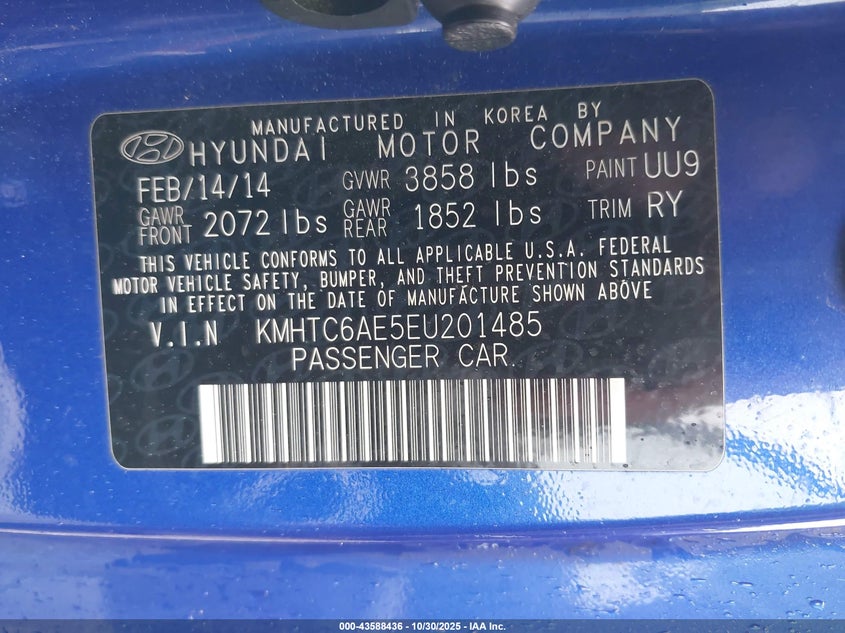 MANUFACTURED IN KOREA BY
HYUNDAI MOTOR COMPANY
FEB/14/14 GVWR 3858 lbs PAINT UU9
GAWR FRONT 2072 lbs GAWR REAR 1852 lbs TRIM RY
THIS VEHICLE CONFORMS TO ALL APPLICABLE U.S.A. FEDERAL
MOTOR VEHICLE SAFETY, BUMPER, AND THEFT PREVENTION STANDARDS
IN EFFECT ON THE DATE OF MANUFACTURE SHOWN ABOVE
V.I.N KMHTC6AE5EU201485
PASSENGER CAR
000-43588436 - 10/30/2025 - IAA Inc.